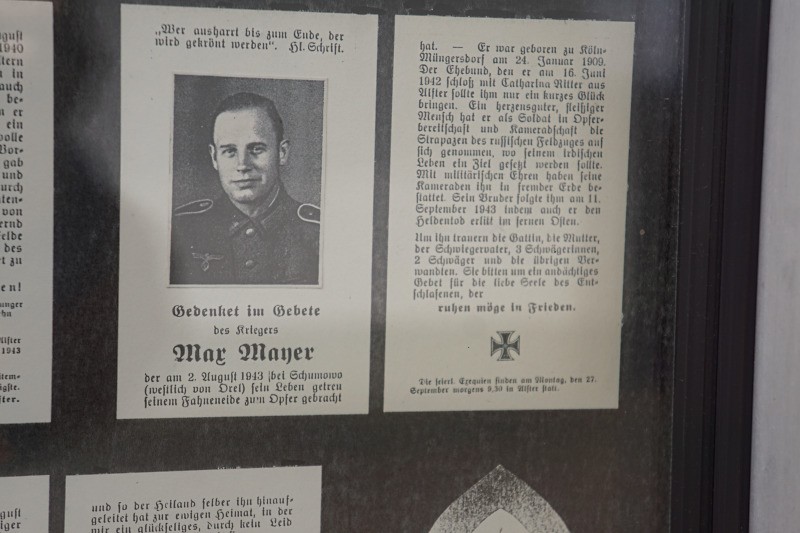 „Wer ausharrt bis zum Ende, der
wird gekrönt werden“. Hl. Schrift.
Gedenket im Gebete
des Kriegers
Max Mayer
der am 2. August 1943 bei Schumowo
(westlich von Orel) sein Leben getreu
seinem Fahneneide zum Opfer gebracht
hat. — Er war geboren zu Köln-
Müngersdorf am 24. Januar 1909.
Der Ehebund, den er am 16. Juni
1942 schloß mit Catharina Ritter aus
Alfter sollte ihm nur ein kurzes Glück
bringen. Ein herzensguter, fleißiger
Mensch hat er als Soldat in Opfer-
bereitschaft und Kameradschaft die
Strapazen des russischen Feldzuges auf
sich genommen, wo seinem irdischen
Leben ein Ziel gesetzt werden sollte.
Mit militärischen Ehren haben seine
Kameraden ihn in fremder Erde be-
stattet. Sein Bruder folgte ihm am 11.
September 1943 indem auch er den
Heldentod erlitt im fernen Osten.
Um ihn trauern die Gattin, die Mutter,
der Schwiegervater, 3 Schwägerinnen,
2 Schwäger und die übrigen Ver-
wandten. Sie bitten um ein andächtiges
Gebet für die liebe Seele des Ent-
schlafenen, der
ruhen möge in Frieden.
Die feierl. Exequien finden am Montag, den 27.
September morgens 9.30 in Alfter statt.
und so der Heiland selber ihn hinauf-
geleitet hat zur ewigen Heimat, in der
wir ein glückseliges, durch kein Leid